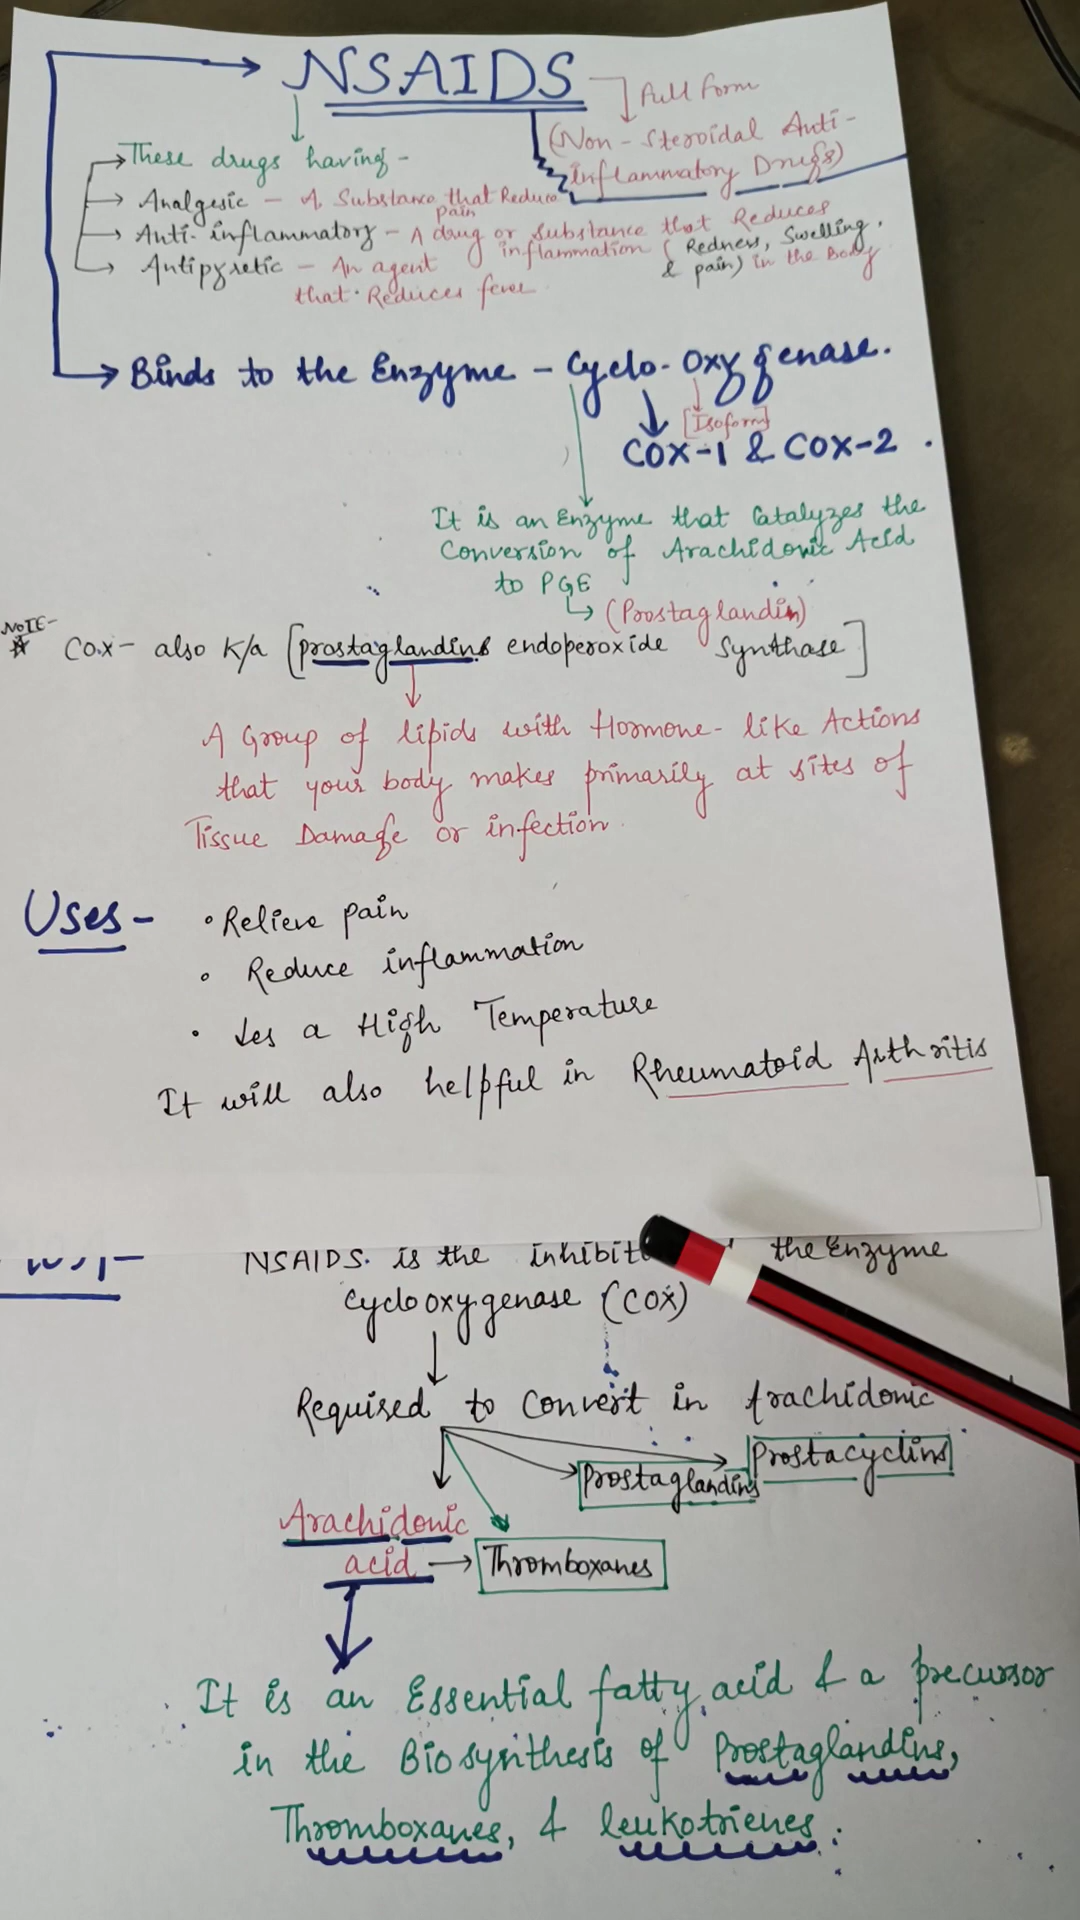 NSAIDS
Full Form
(Non-Steroidal Anti-
inflammatory Drugs)
These drugs having -
Analgesic - A Substance that Reduce
pain
Anti-inflammatory - A drug or substance that Reduces
inflammation ( Redness, Swelling,
& pain) in the Body
Antipyretic - An agent
that Reduces fever
Binds to the Enzyme - Cyclo-Oxygenase.
[Isoform]
COX-1 & COX-2 .
It is an Enzyme that Catalyzes the
Conversion of Arachidonic Acid
to PGE
(Prostaglandin)
NOTE-
Cox- also K/a [prostaglandins endoperoxide Synthase]
A Group of lipids with Hormone-like Actions
that your body makes primarily at sites of
Tissue Damage or infection.
Uses -
• Relieve pain
• Reduce inflammation
• a High Temperature
It will also helpful in Rheumatoid Arthritis
NSAIDS. is the the Enzyme
Cyclooxygenase (COX)
Required to Convert in Arachidonic
Prostacyclins
Prostaglandins
Arachidonic
acid → Thromboxanes
It is an Essential fatty acid & a precursor
in the Biosynthesis of Prostaglandins,
Thromboxanes, & leukotrienes.